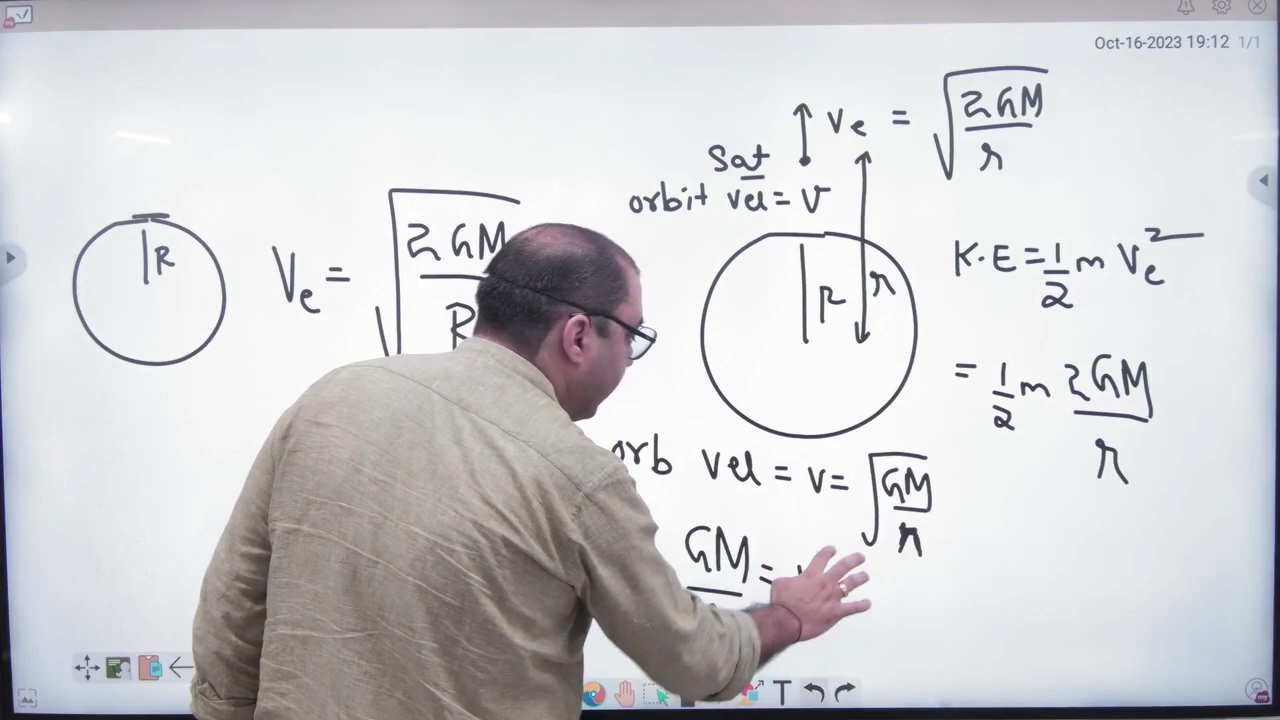 Oct-16-2023 19:12 1/1
R
Ve = √2GM/R
Sat
orbit vel = v
Ve = √2GM/r
R
r
K.E = 1/2 m Ve²
= 1/2 m 2GM/r
orb vel = v = √GM/r
GM =
T